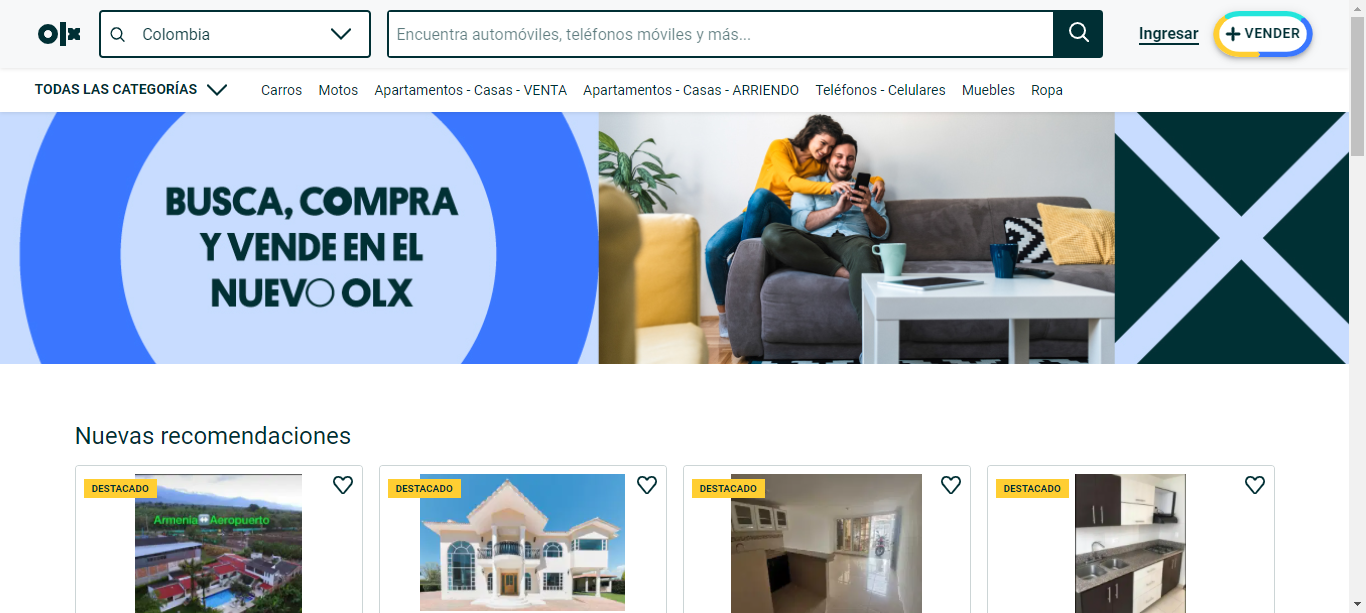 olx
Colombia
Encuentra automóviles, teléfonos móviles y más...
Ingresar
+ VENDER
TODAS LAS CATEGORÍAS
Carros
Motos
Apartamentos - Casas - VENTA
Apartamentos - Casas - ARRIENDO
Teléfonos - Celulares
Muebles
Ropa
BUSCA, COMPRA
Y VENDE EN EL
NUEVO OLX
Nuevas recomendaciones
DESTACADO
Armenia Aeropuerto
DESTACADO
DESTACADO
DESTACADO